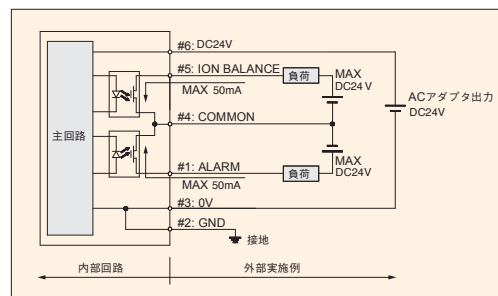 #6: DC24V
#5: ION BALANCE
負荷
MAX
DC24V
MAX 50mA
#4: COMMON
ACアダプタ出力
DC24V
主回路
MAX
DC24V
#1: ALARM
負荷
MAX 50mA
#3: 0V
#2: GND
接地
内部回路
外部実施例